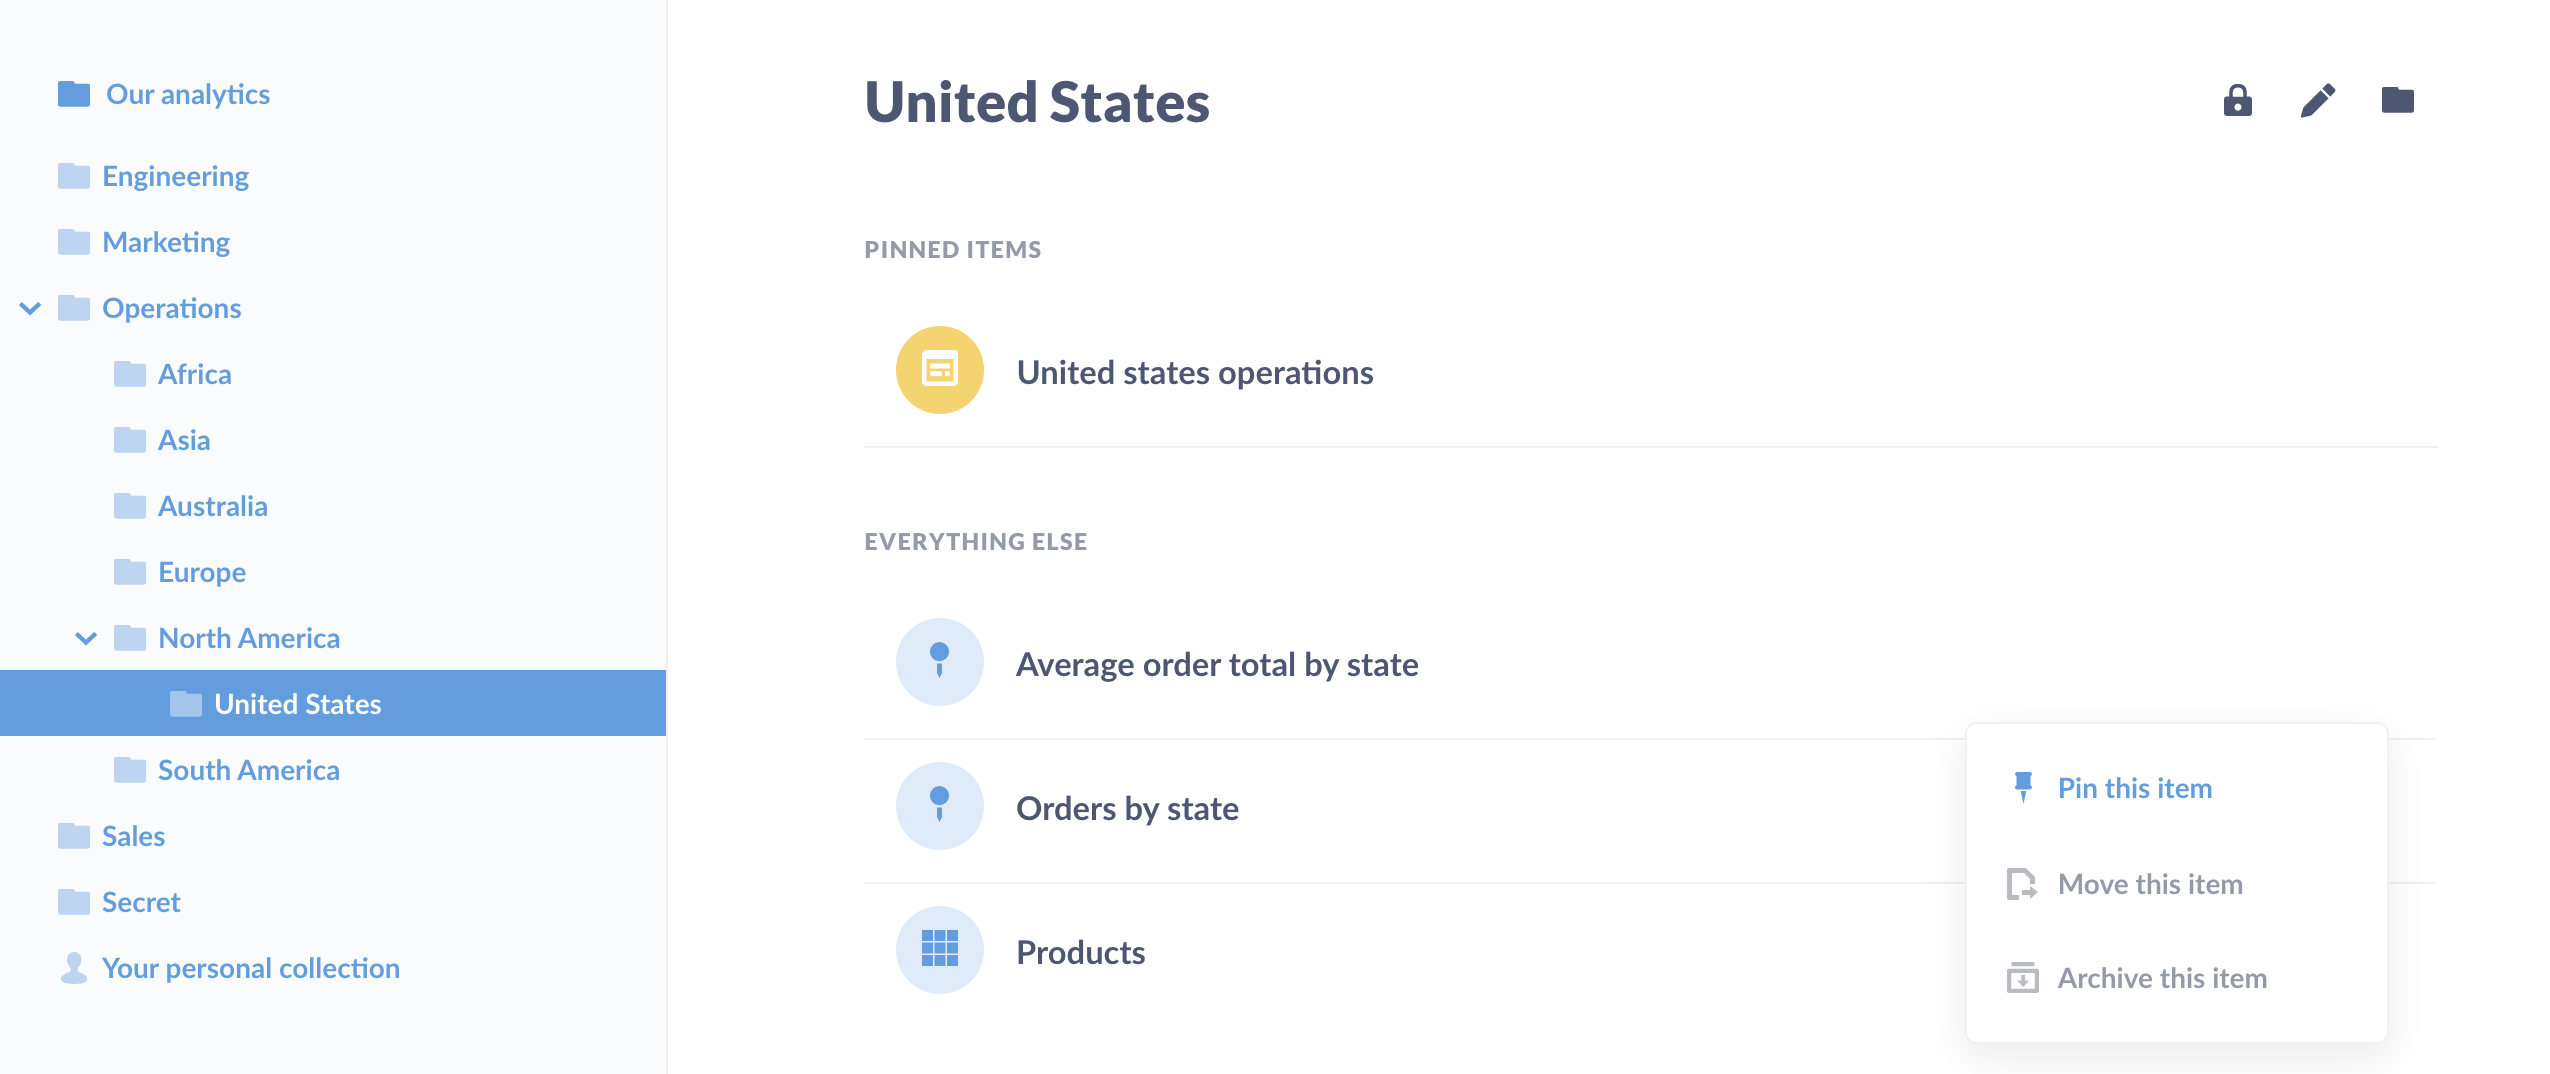 Our analytics
Engineering
Marketing
Operations
Africa
Asia
Australia
Europe
North America
United States
South America
Sales
Secret
Your personal collection
United States
PINNED ITEMS
United states operations
EVERYTHING ELSE
Average order total by state
Orders by state
Products
Pin this item
Move this item
Archive this item